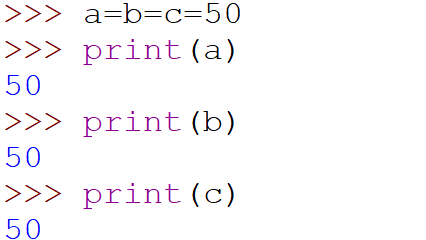 >>> a=b=c=50
>>> print(a)
50
>>> print(b)
50
>>> print(c)
50